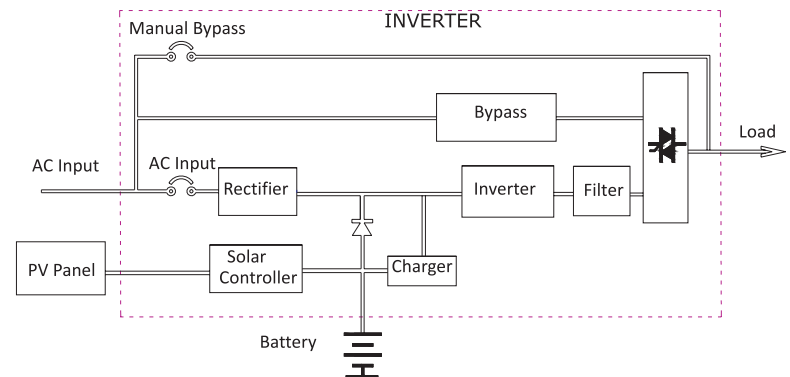 INVERTER
Manual Bypass
Bypass
Load
AC Input
AC Input
Rectifier
Inverter
Filter
PV Panel
Solar
Controller
Charger
Battery